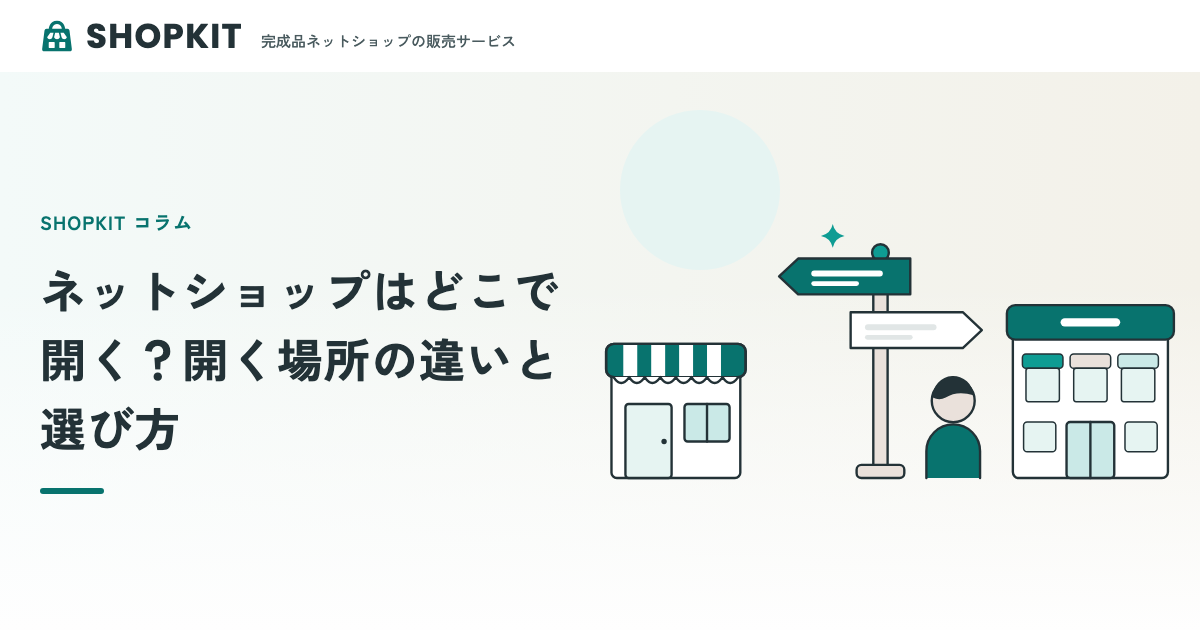 SHOPKIT
完成品ネットショップの販売サービス
SHOPKIT コラム
ネットショップはどこで
開く？開く場所の違いと
選び方